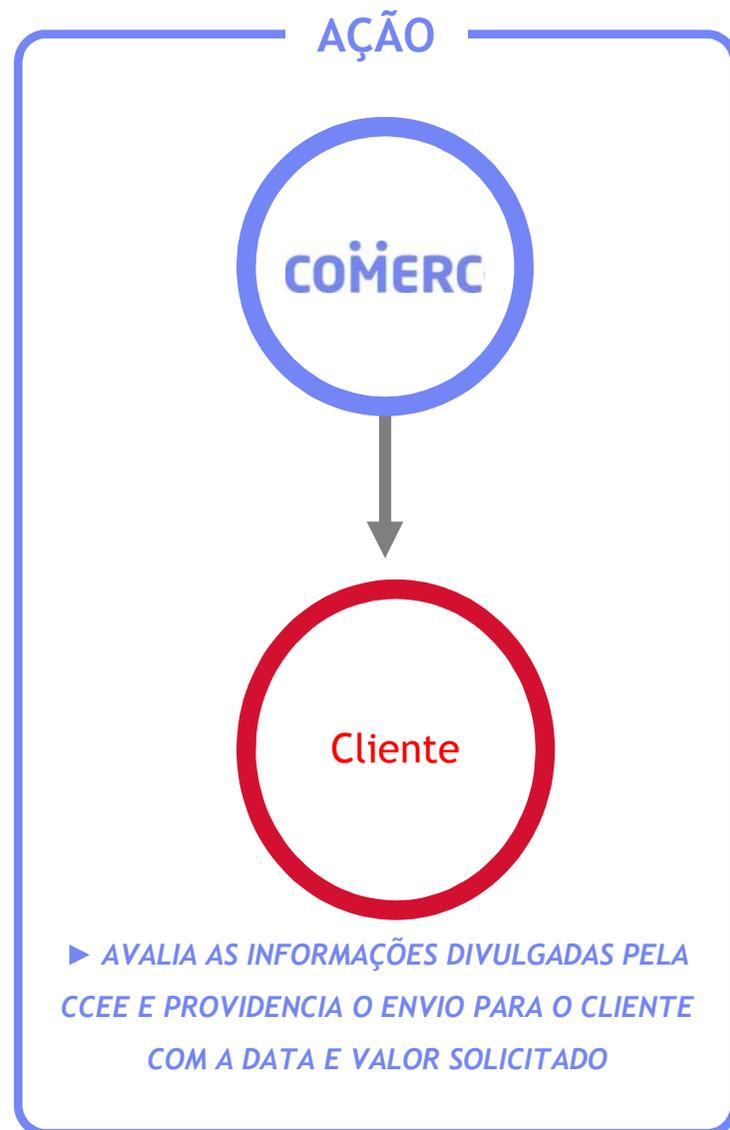 AÇÃO
COMERC
Cliente
► AVALIA AS INFORMAÇÕES DIVULGADAS PELA
CCEE E PROVIDENCIA O ENVIO PARA O CLIENTE
COM A DATA E VALOR SOLICITADO